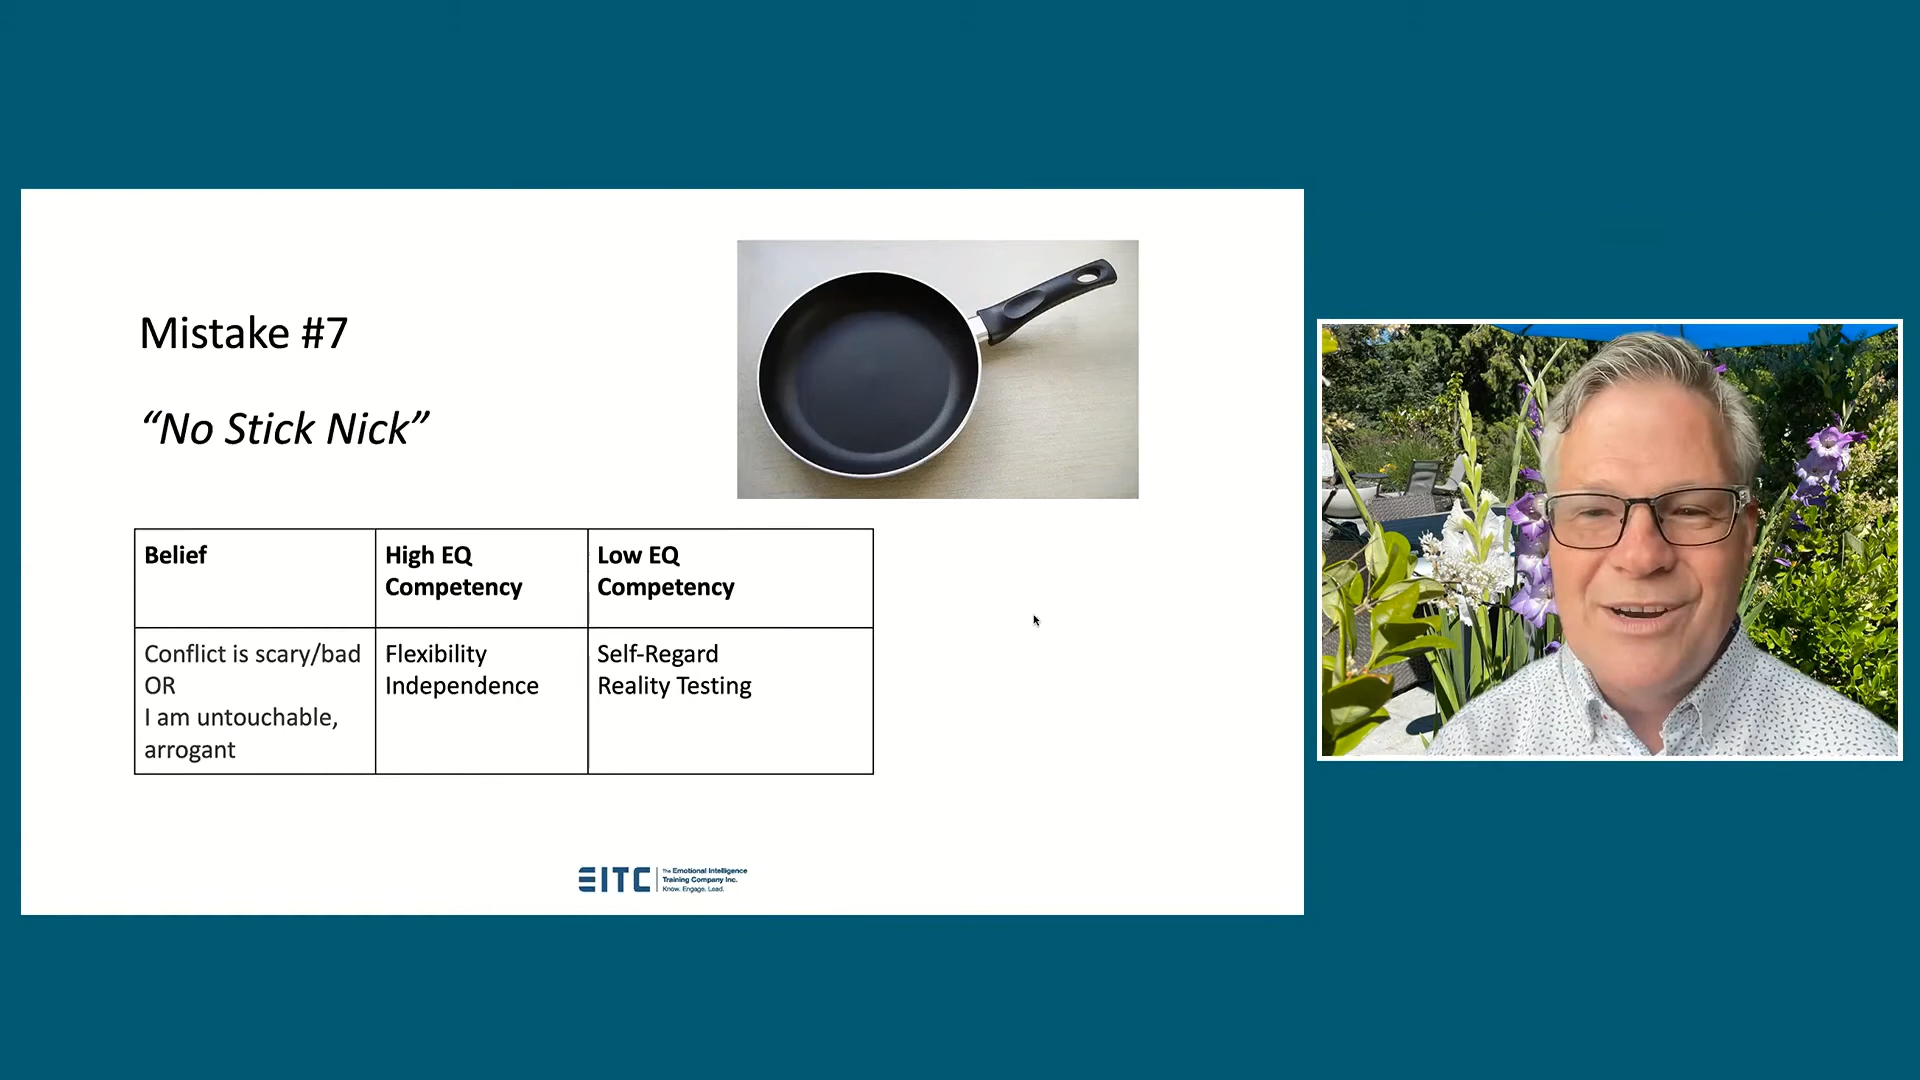 Mistake #7
“No Stick Nick”
Belief
High EQ
Competency
Low EQ
Competency
Conflict is scary/bad
OR
I am untouchable,
arrogant
Flexibility
Independence
Self-Regard
Reality Testing
EITC
The Emotional Intelligence
Training Company Inc.
Know. Engage. Lead.